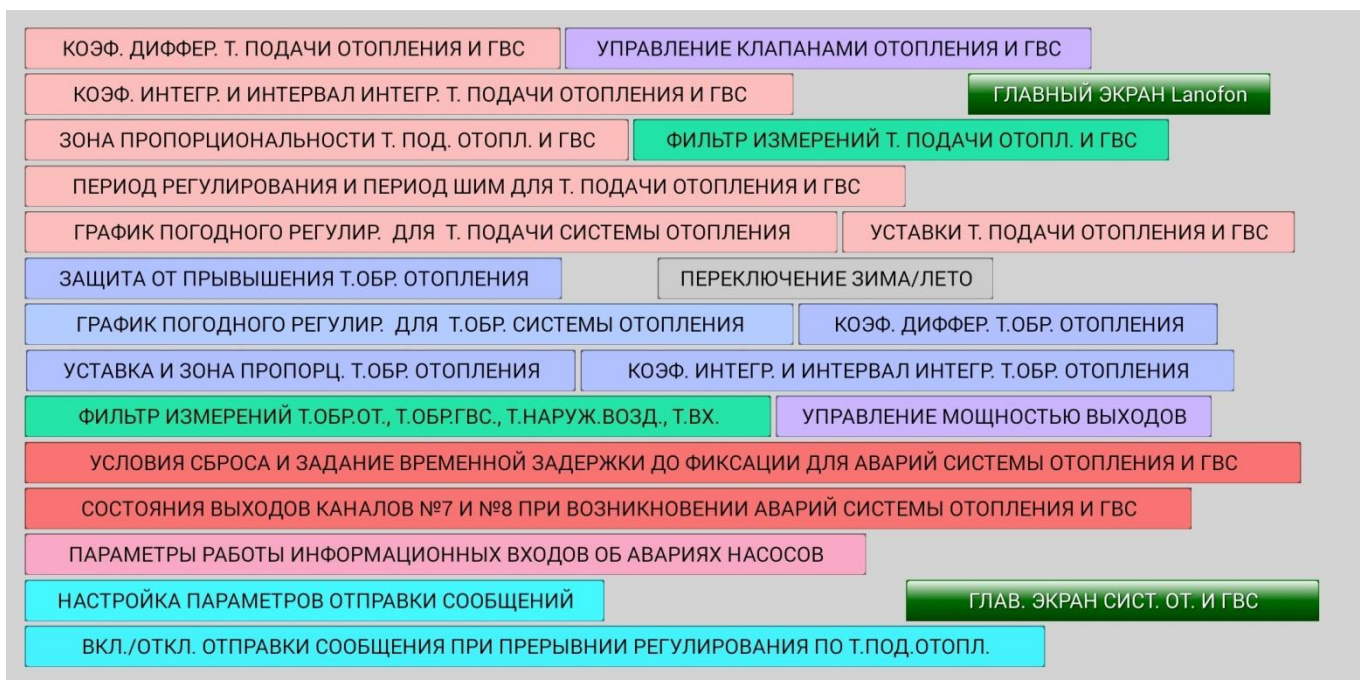 КОЭФ. ДИФФЕР. Т. ПОДАЧИ ОТОПЛЕНИЯ И ГВС
УПРАВЛЕНИЕ КЛАПАНАМИ ОТОПЛЕНИЯ И ГВС
КОЭФ. ИНТЕГР. И ИНТЕРВАЛ ИНТЕГР. Т. ПОДАЧИ ОТОПЛЕНИЯ И ГВС
ГЛАВНЫЙ ЭКРАН Lanofon
ЗОНА ПРОПОРЦИОНАЛЬНОСТИ Т. ПОД. ОТОПЛ. И ГВС
ФИЛЬТР ИЗМЕРЕНИЙ Т. ПОДАЧИ ОТОПЛ. И ГВС
ПЕРИОД РЕГУЛИРОВАНИЯ И ПЕРИОД ШИМ ДЛЯ Т. ПОДАЧИ ОТОПЛЕНИЯ И ГВС
ГРАФИК ПОГОДНОГО РЕГУЛИР. ДЛЯ Т. ПОДАЧИ СИСТЕМЫ ОТОПЛЕНИЯ
УСТАВКИ Т. ПОДАЧИ ОТОПЛЕНИЯ И ГВС
ЗАЩИТА ОТ ПРЫВЫШЕНИЯ Т.ОБР. ОТОПЛЕНИЯ
ПЕРЕКЛЮЧЕНИЕ ЗИМА/ЛЕТО
ГРАФИК ПОГОДНОГО РЕГУЛИР. ДЛЯ Т.ОБР. СИСТЕМЫ ОТОПЛЕНИЯ
КОЭФ. ДИФФЕР. Т.ОБР. ОТОПЛЕНИЯ
УСТАВКА И ЗОНА ПРОПОРЦ. Т.ОБР. ОТОПЛЕНИЯ
КОЭФ. ИНТЕГР. И ИНТЕРВАЛ ИНТЕГР. Т.ОБР. ОТОПЛЕНИЯ
ФИЛЬТР ИЗМЕРЕНИЙ Т.ОБР.ОТ., Т.ОБР.ГВС., Т.НАРУЖ.ВОЗД., Т.ВХ.
УПРАВЛЕНИЕ МОЩНОСТЬЮ ВЫХОДОВ
УСЛОВИЯ СБРОСА И ЗАДАНИЕ ВРЕМЕННОЙ ЗАДЕРЖКИ ДО ФИКСАЦИИ ДЛЯ АВАРИЙ СИСТЕМЫ ОТОПЛЕНИЯ И ГВС
СОСТОЯНИЯ ВЫХОДОВ КАНАЛОВ №7 И №8 ПРИ ВОЗНИКНОВЕНИИ АВАРИЙ СИСТЕМЫ ОТОПЛЕНИЯ И ГВС
ПАРАМЕТРЫ РАБОТЫ ИНФОРМАЦИОННЫХ ВХОДОВ ОБ АВАРИЯХ НАСОСОВ
НАСТРОЙКА ПАРАМЕТРОВ ОТПРАВКИ СООБЩЕНИЙ
ГЛАВ. ЭКРАН СИСТ. ОТ. И ГВС
ВКЛ./ОТКЛ. ОТПРАВКИ СООБЩЕНИЯ ПРИ ПРЕРЫВНИИ РЕГУЛИРОВАНИЯ ПО Т.ПОД.ОТОПЛ.